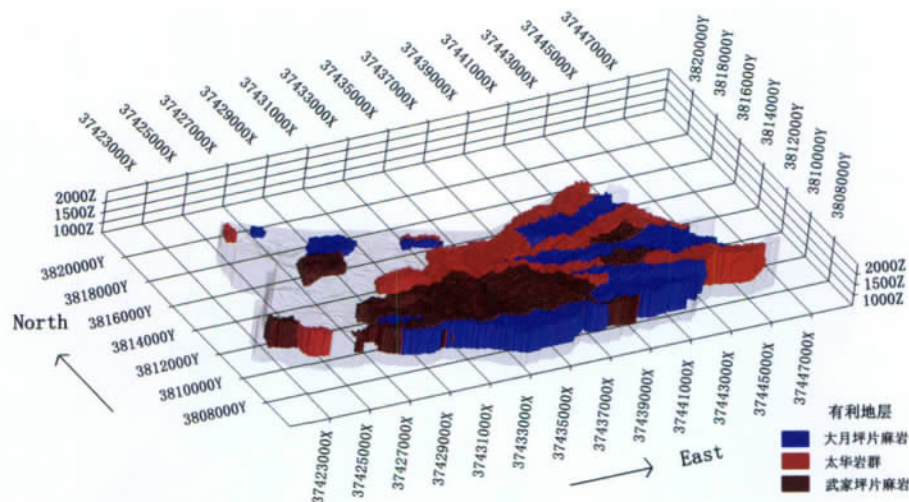 37423000X
37425000X
37427000X
37429000X
37431000X
37433000X
37435000X
37437000X
37439000X
37441000X
37443000X
37445000X
37447000X
3820000Y
3818000Y
3816000Y
3814000Y
3812000Y
3810000Y
3808000Y
2000Z
1500Z
1000Z
3820000Y
3818000Y
3816000Y
3814000Y
3812000Y
3810000Y
3808000Y
North
2000Z
1500Z
1000Z
37423000X
37425000X
37427000X
37429000X
37431000X
37433000X
37435000X
37437000X
37439000X
37441000X
37443000X
37445000X
37447000X
East
有利地层
大月坪片麻岩
太华岩群
武家坪片麻岩